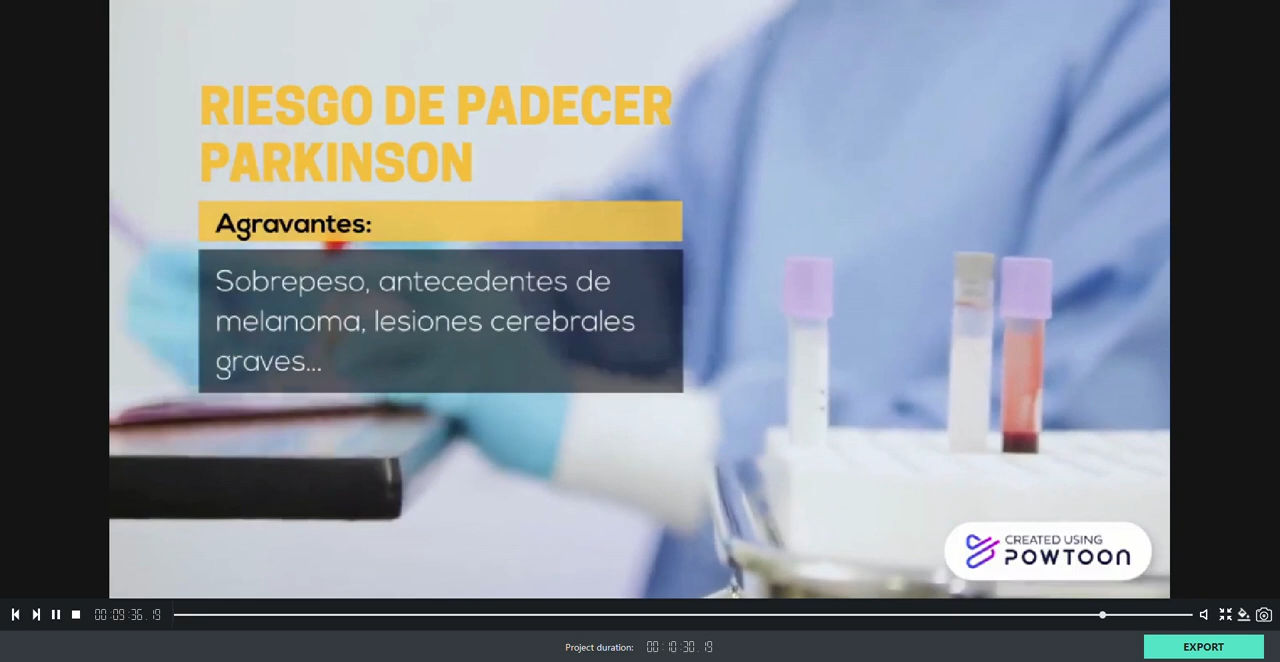 RIESGO DE PADECER
PARKINSON
Agravantes:
Sobrepeso, antecedentes de
melanoma, lesiones cerebrales
graves...
CREATED USING
POWTOON
00:09:36.19
Project duration: 00:10:30.19
EXPORT